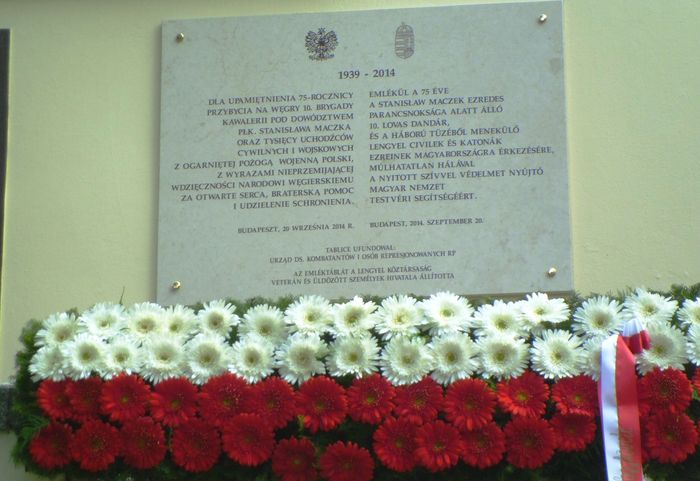 1939 - 2014
DLA UPAMIĘTNIENIA 75-ROCZNICY
PRZYBYCIA NA WĘGRY 10. BRYGADY
KAWALERII POD DOWÓDZTWEM
PŁK. STANISŁAWA MACZKA
ORAZ TYSIĘCY UCHODŹCÓW
CYWILNYCH I WOJSKOWYCH
Z OGARNIĘTEJ POŻOGĄ WOJENNĄ POLSKI,
Z WYRAZAMI NIEPRZEMIJAJĄCEJ
WDZIĘCZNOŚCI NARODOWI WĘGIERSKIEMU
ZA OTWARTE SERCA, BRATERSKĄ POMOC
I UDZIELENIE SCHRONIENIA.
BUDAPESZT, 20 WRZEŚNIA 2014 R.
EMLÉKÜL A 75 ÉVE
A STANISŁAW MACZEK EZREDES
PARANCSNOKSÁGA ALATT ÁLLÓ
10. LOVAS DANDÁR,
ÉS A HÁBORÚ TÜZÉBŐL MENEKÜLŐ
LENGYEL CIVILEK ÉS KATONÁK
EZREINEK MAGYARORSZÁGRA ÉRKEZÉSÉRE,
MÚLHATATLAN HÁLÁVAL
A NYITOTT SZÍVVEL VÉDELMET NYÚJTÓ
MAGYAR NEMZET
TESTVÉRI SEGÍTSÉGÉÉRT.
BUDAPEST, 2014. SZEPTEMBER 20.
TABLICE UFUNDOWAŁ:
URZĄD DS. KOMBATANTÓW I OSÓB REPRESJONOWANYCH RP
AZ EMLÉKTÁBLÁT A LENGYEL KÖZTÁRSASÁG
VETERÁN ÉS ÜLDÖZÖTT SZEMÉLYEK HIVATALA ÁLLÍTOTTA